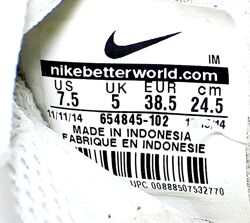 IM
nikebetterworld.com
US UK EUR cm
7.5 5 38.5 24.5
11/11/14 654845-102
MADE IN INDONESIA
FABRIQUE EN INDONESIE
UPC 00888507532770